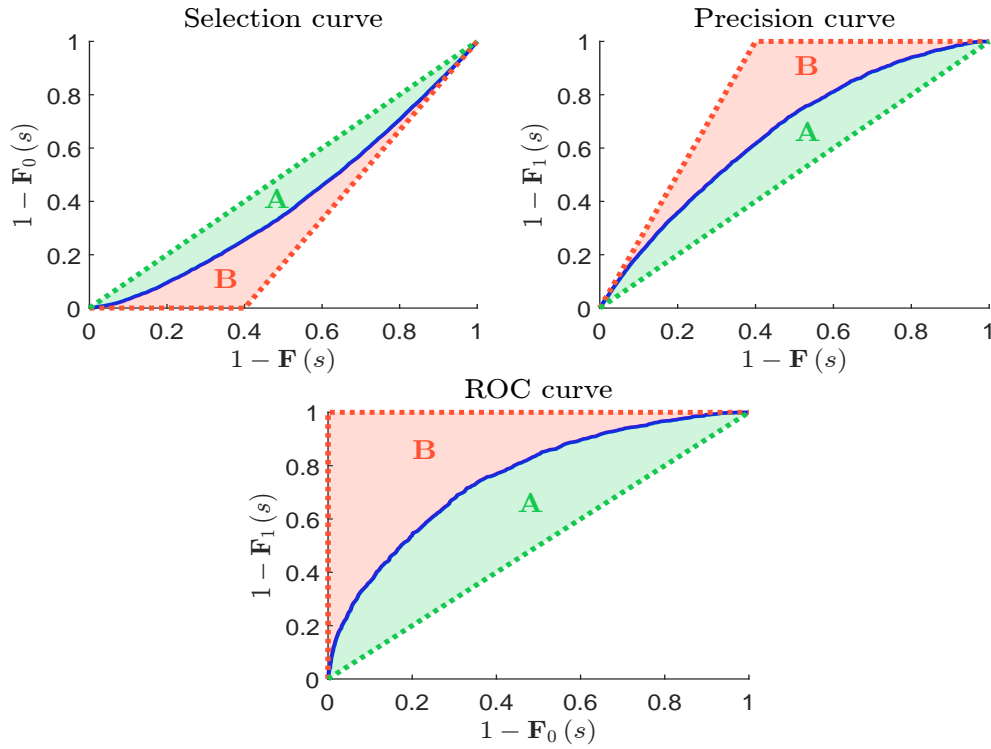 Selection curve
1
0.8
0.6
0.4
0.2
0
1 − F₀ (s)
A
B
0 0.2 0.4 0.6 0.8 1
1 − F (s)
Precision curve
1
0.8
0.6
0.4
0.2
0
1 − F₁ (s)
B
A
0 0.2 0.4 0.6 0.8 1
1 − F (s)
ROC curve
1
0.8
0.6
0.4
0.2
0
1 − F₁ (s)
B
A
0 0.2 0.4 0.6 0.8 1
1 − F₀ (s)